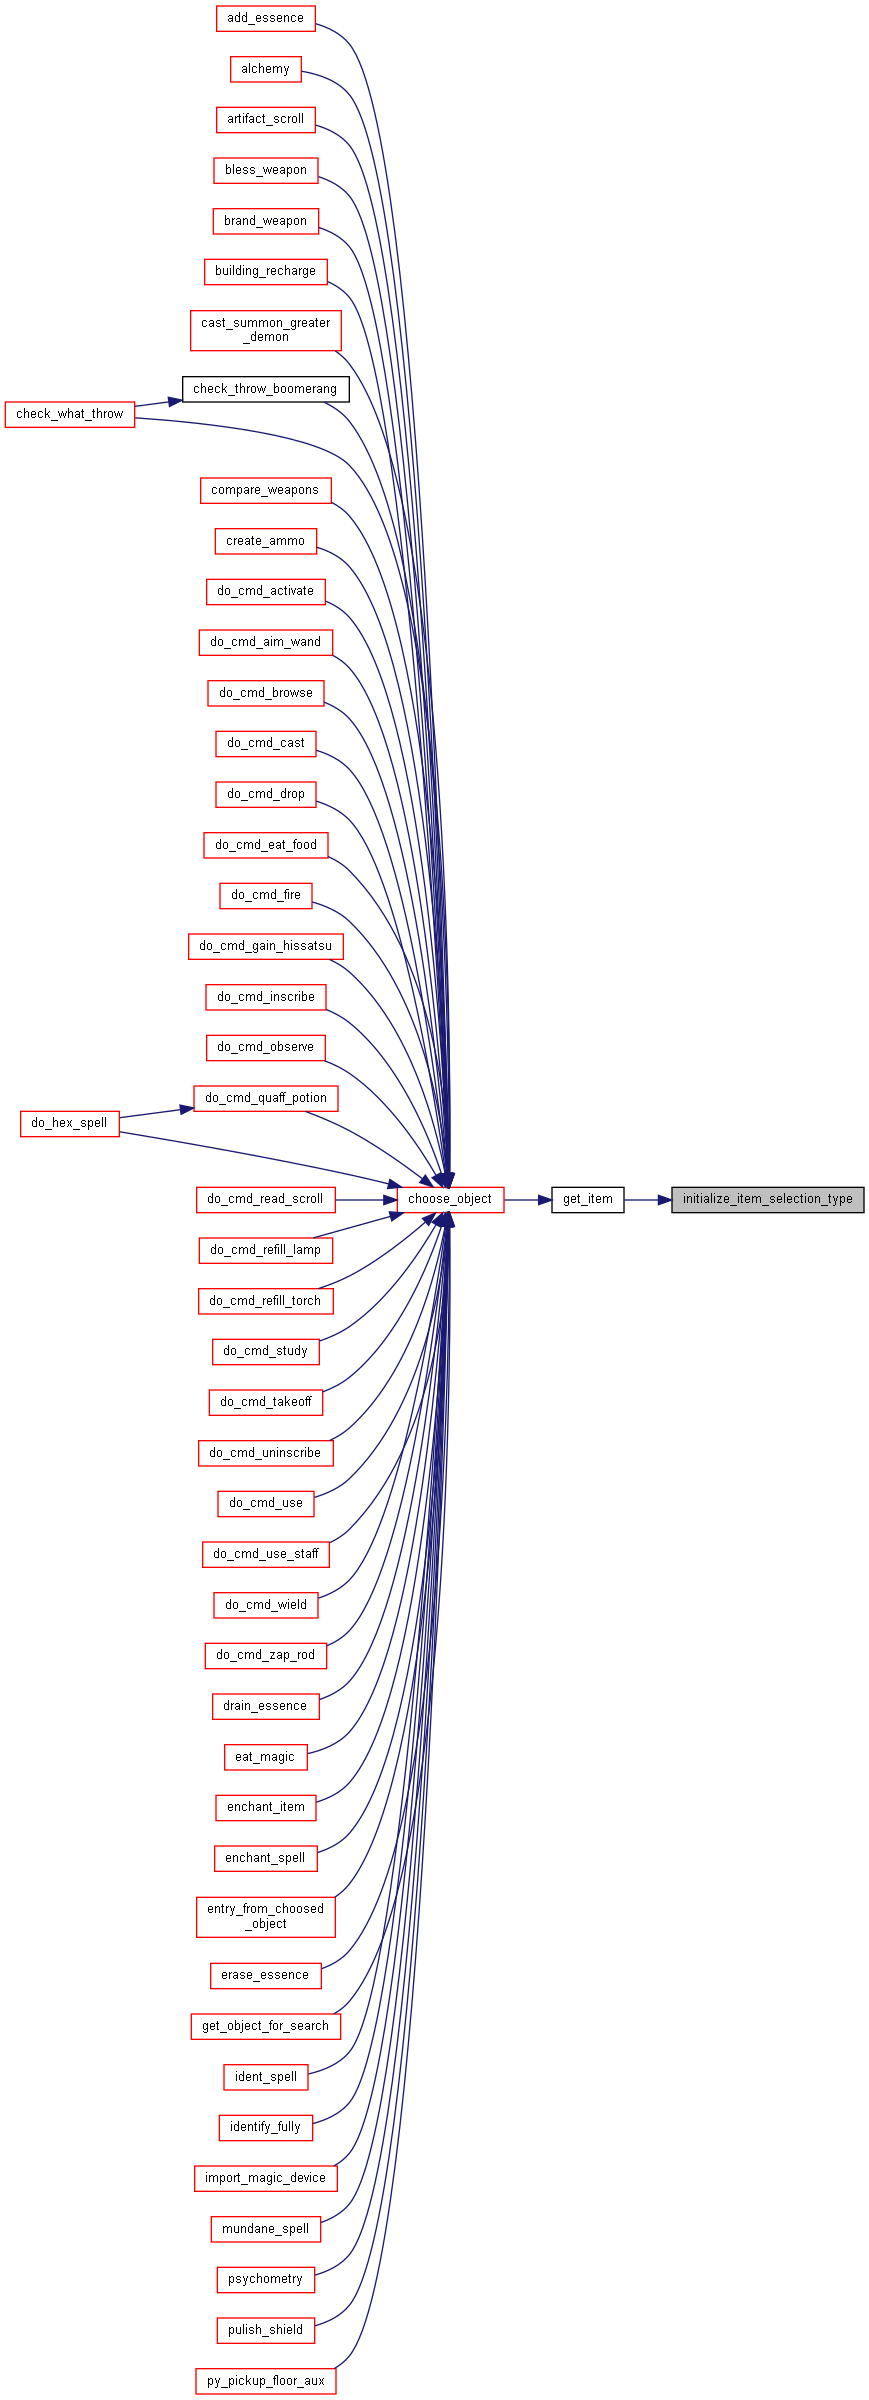 add_essence
alchemy
artifact_scroll
bless_weapon
brand_weapon
building_recharge
cast_summon_greater
_demon
check_throw_boomerang
check_what_throw
compare_weapons
create_ammo
do_cmd_activate
do_cmd_aim_wand
do_cmd_browse
do_cmd_cast
do_cmd_drop
do_cmd_eat_food
do_cmd_fire
do_cmd_gain_hissatsu
do_cmd_inscribe
do_cmd_observe
do_cmd_quaff_potion
do_hex_spell
do_cmd_read_scroll
choose_object
get_item
initialize_item_selection_type
do_cmd_refill_lamp
do_cmd_refill_torch
do_cmd_study
do_cmd_takeoff
do_cmd_uninscribe
do_cmd_use
do_cmd_use_staff
do_cmd_wield
do_cmd_zap_rod
drain_essence
eat_magic
enchant_item
enchant_spell
entry_from_choosed
_object
erase_essence
get_object_for_search
ident_spell
identify_fully
import_magic_device
mundane_spell
psychometry
pulish_shield
py_pickup_floor_aux